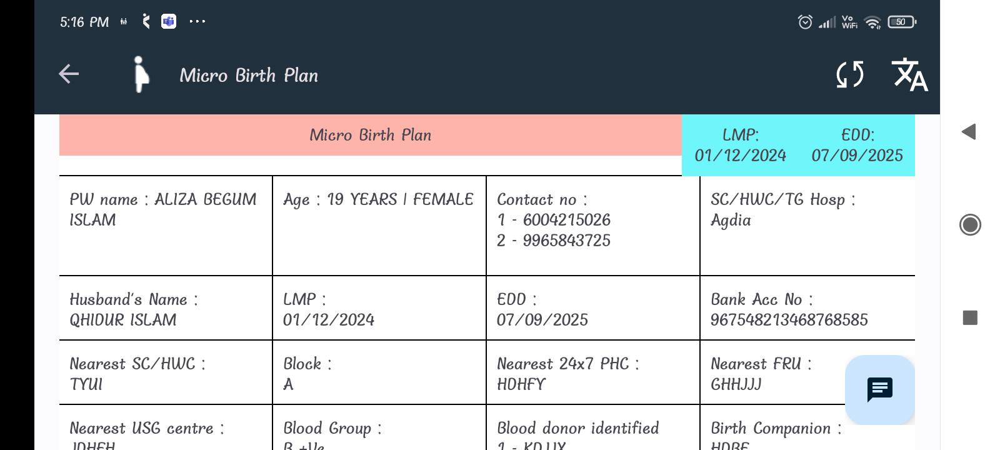 5:16 PM
Vo
WiFi
50
Micro Birth Plan
Micro Birth Plan
LMP:
01/12/2024
EDD:
07/09/2025
PW name : ALIZA BEGUM
ISLAM
Age : 19 YEARS | FEMALE
Contact no :
1 - 6004215026
2 - 9965843725
SC/HWC/TG Hosp :
Agdia
Husband's Name :
QHIDUR ISLAM
LMP :
01/12/2024
EDD :
07/09/2025
Bank Acc No :
967548213468768585
Nearest SC/HWC :
TYUI
Block :
A
Nearest 24x7 PHC :
HDHFY
Nearest FRU :
GHHJJJ
Nearest USG centre :
Blood Group :
B +Ve
Blood donor identified
Birth Companion :